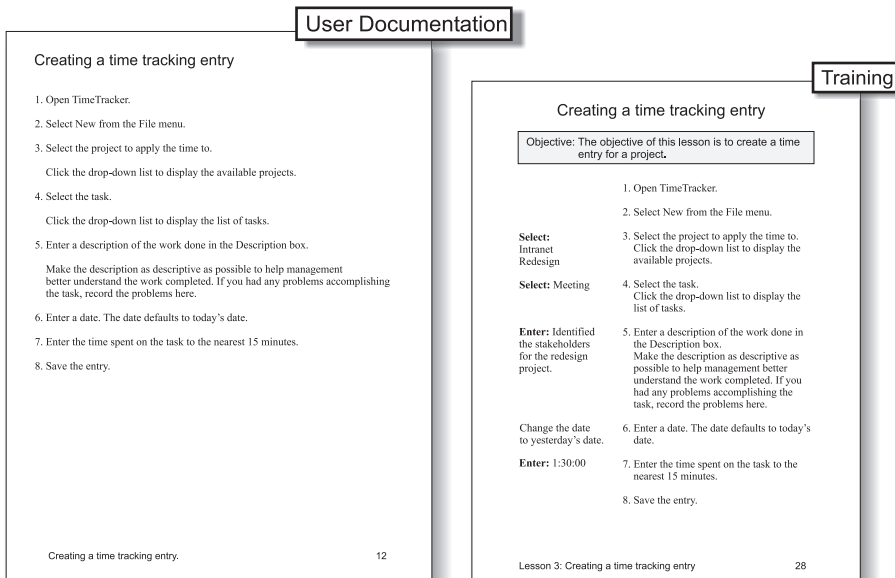 User Documentation
Creating a time tracking entry
1. Open TimeTracker.
2. Select New from the File menu.
3. Select the project to apply the time to.
Click the drop-down list to display the available projects.
4. Select the task.
Click the drop-down list to display the list of tasks.
5. Enter a description of the work done in the Description box.
Make the description as descriptive as possible to help management
better understand the work completed. If you had any problems accomplishing
the task, record the problems here.
6. Enter a date. The date defaults to today's date.
7. Enter the time spent on the task to the nearest 15 minutes.
8. Save the entry.
Creating a time tracking entry. 12
Training
Creating a time tracking entry
Objective: The objective of this lesson is to create a time
entry for a project.
1. Open TimeTracker.
2. Select New from the File menu.
Select:
Intranet
Redesign
3. Select the project to apply the time to.
Click the drop-down list to display the
available projects.
Select: Meeting
4. Select the task.
Click the drop-down list to display the
list of tasks.
Enter: Identified
the stakeholders
for the redesign
project.
5. Enter a description of the work done in
the Description box.
Make the description as descriptive as
possible to help management better
understand the work completed. If you
had any problems accomplishing the
task, record the problems here.
Change the date
to yesterday's date.
6. Enter a date. The date defaults to today's
date.
Enter: 1:30:00
7. Enter the time spent on the task to the
nearest 15 minutes.
8. Save the entry.
Lesson 3: Creating a time tracking entry 28